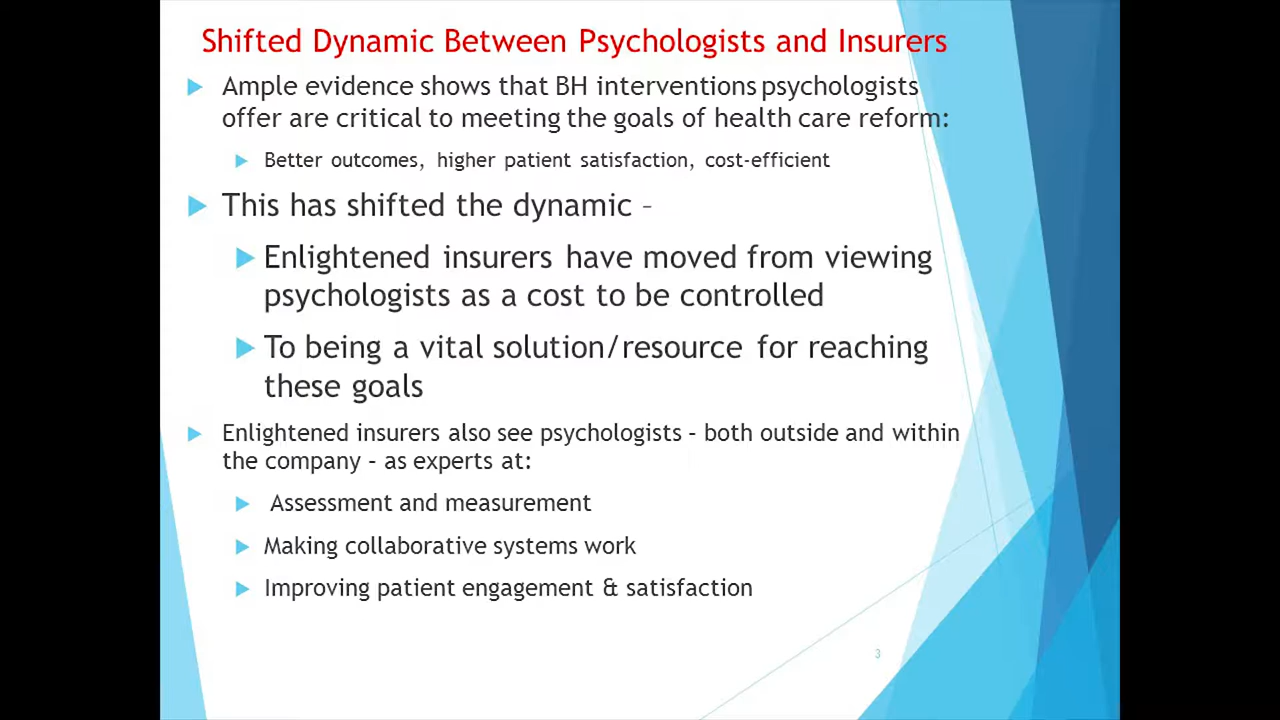 Shifted Dynamic Between Psychologists and Insurers
Ample evidence shows that BH interventions psychologists
offer are critical to meeting the goals of health care reform:
Better outcomes, higher patient satisfaction, cost-efficient
This has shifted the dynamic –
Enlightened insurers have moved from viewing
psychologists as a cost to be controlled
To being a vital solution/resource for reaching
these goals
Enlightened insurers also see psychologists – both outside and within
the company – as experts at:
Assessment and measurement
Making collaborative systems work
Improving patient engagement & satisfaction
3